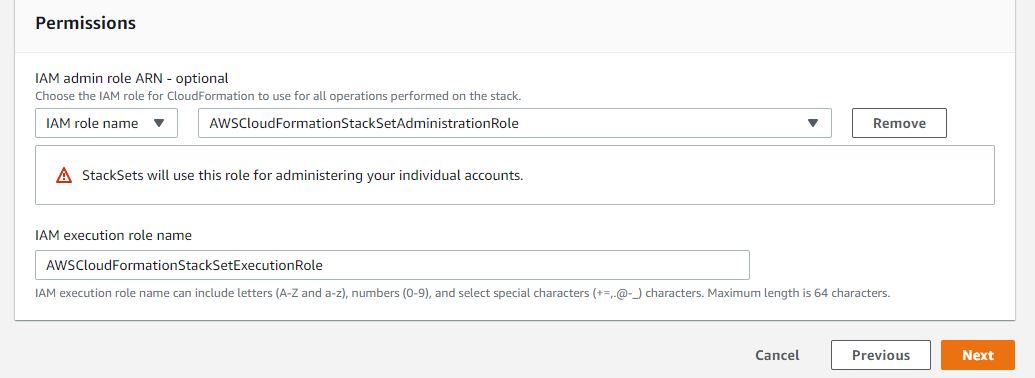 Permissions
IAM admin role ARN - optional
Choose the IAM role for CloudFormation to use for all operations performed on the stack.
IAM role name AWSCloudFormationStackSetAdministrationRole Remove
StackSets will use this role for administering your individual accounts.
IAM execution role name
AWSCloudFormationStackSetExecutionRole
IAM execution role name can include letters (A-Z and a-z), numbers (0-9), and select special characters (+=,.@-_) characters. Maximum length is 64 characters.
Cancel Previous Next